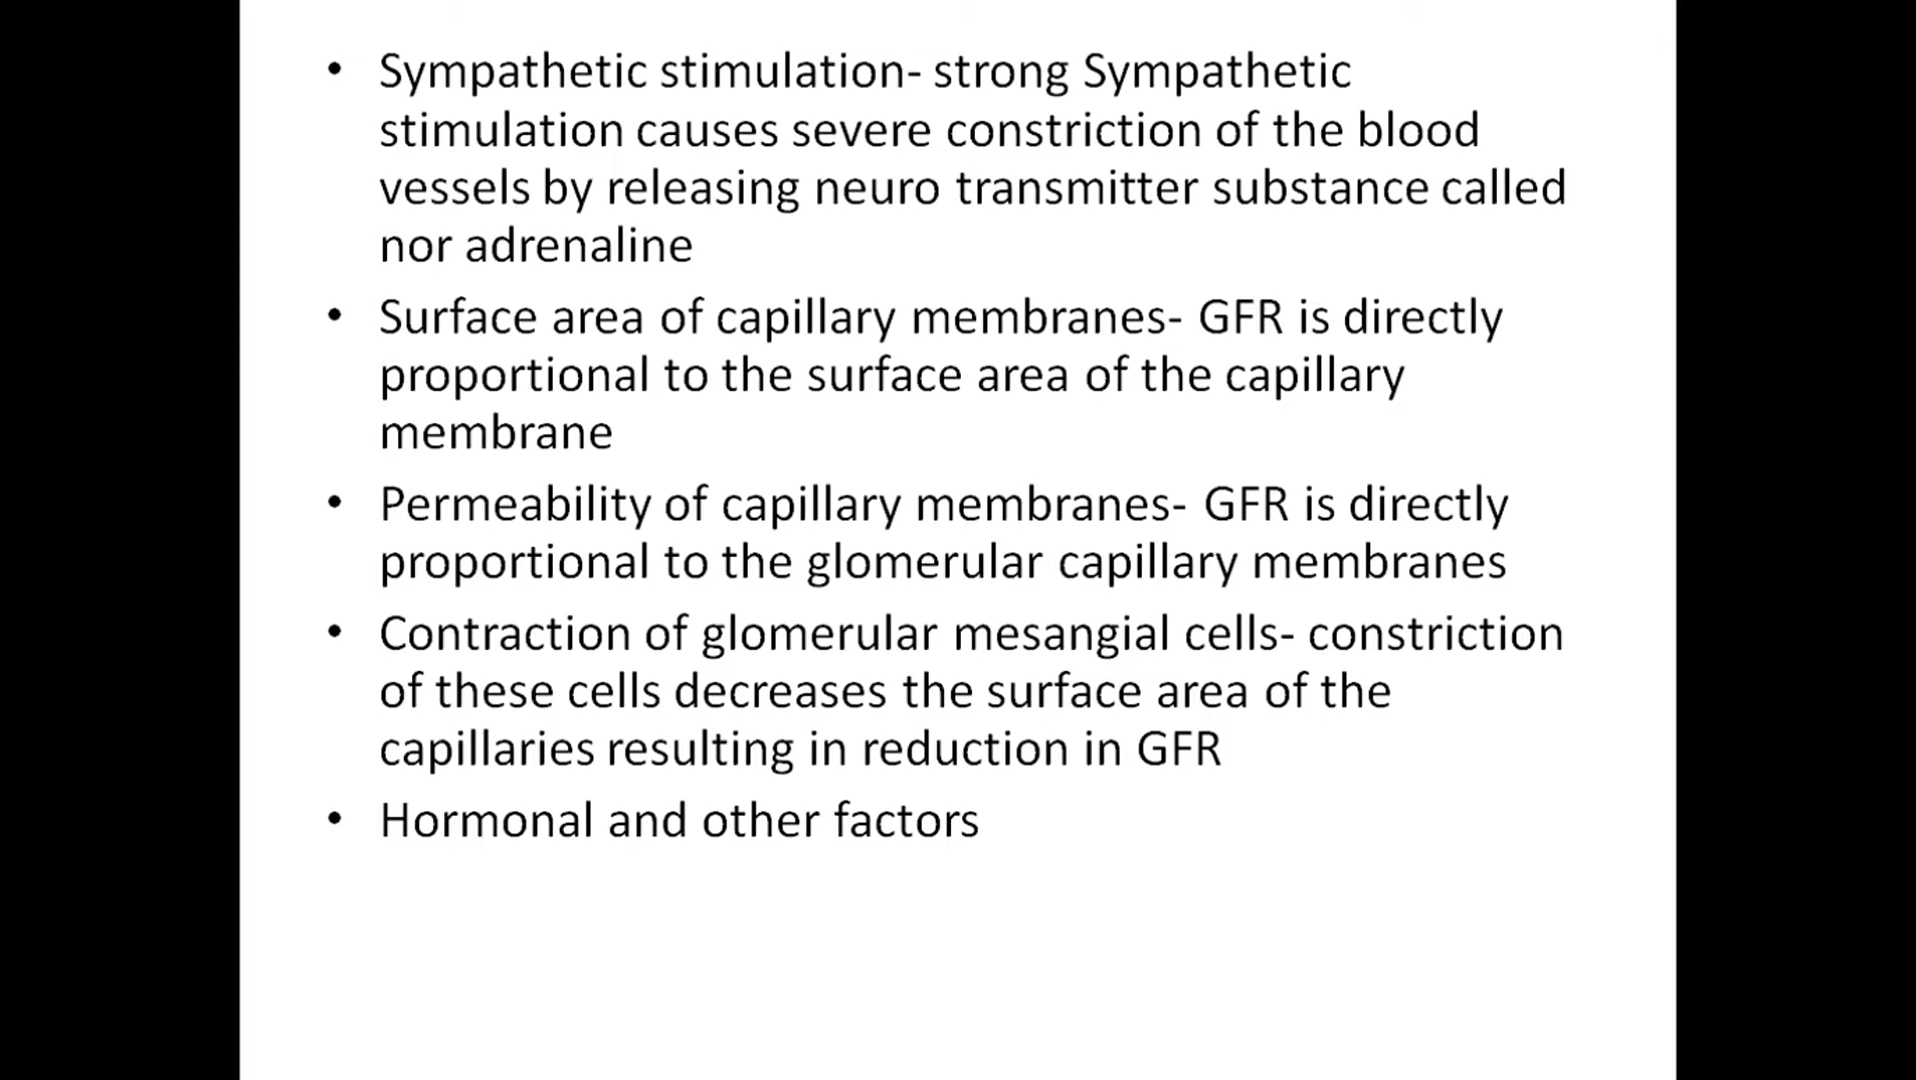 • Sympathetic stimulation- strong Sympathetic
stimulation causes severe constriction of the blood
vessels by releasing neuro transmitter substance called
nor adrenaline
• Surface area of capillary membranes- GFR is directly
proportional to the surface area of the capillary
membrane
• Permeability of capillary membranes- GFR is directly
proportional to the glomerular capillary membranes
• Contraction of glomerular mesangial cells- constriction
of these cells decreases the surface area of the
capillaries resulting in reduction in GFR
• Hormonal and other factors